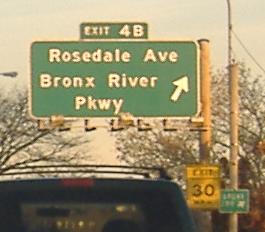 EXIT 4B
Rosedale Ave
Bronx River
Pkwy
EXIT
30